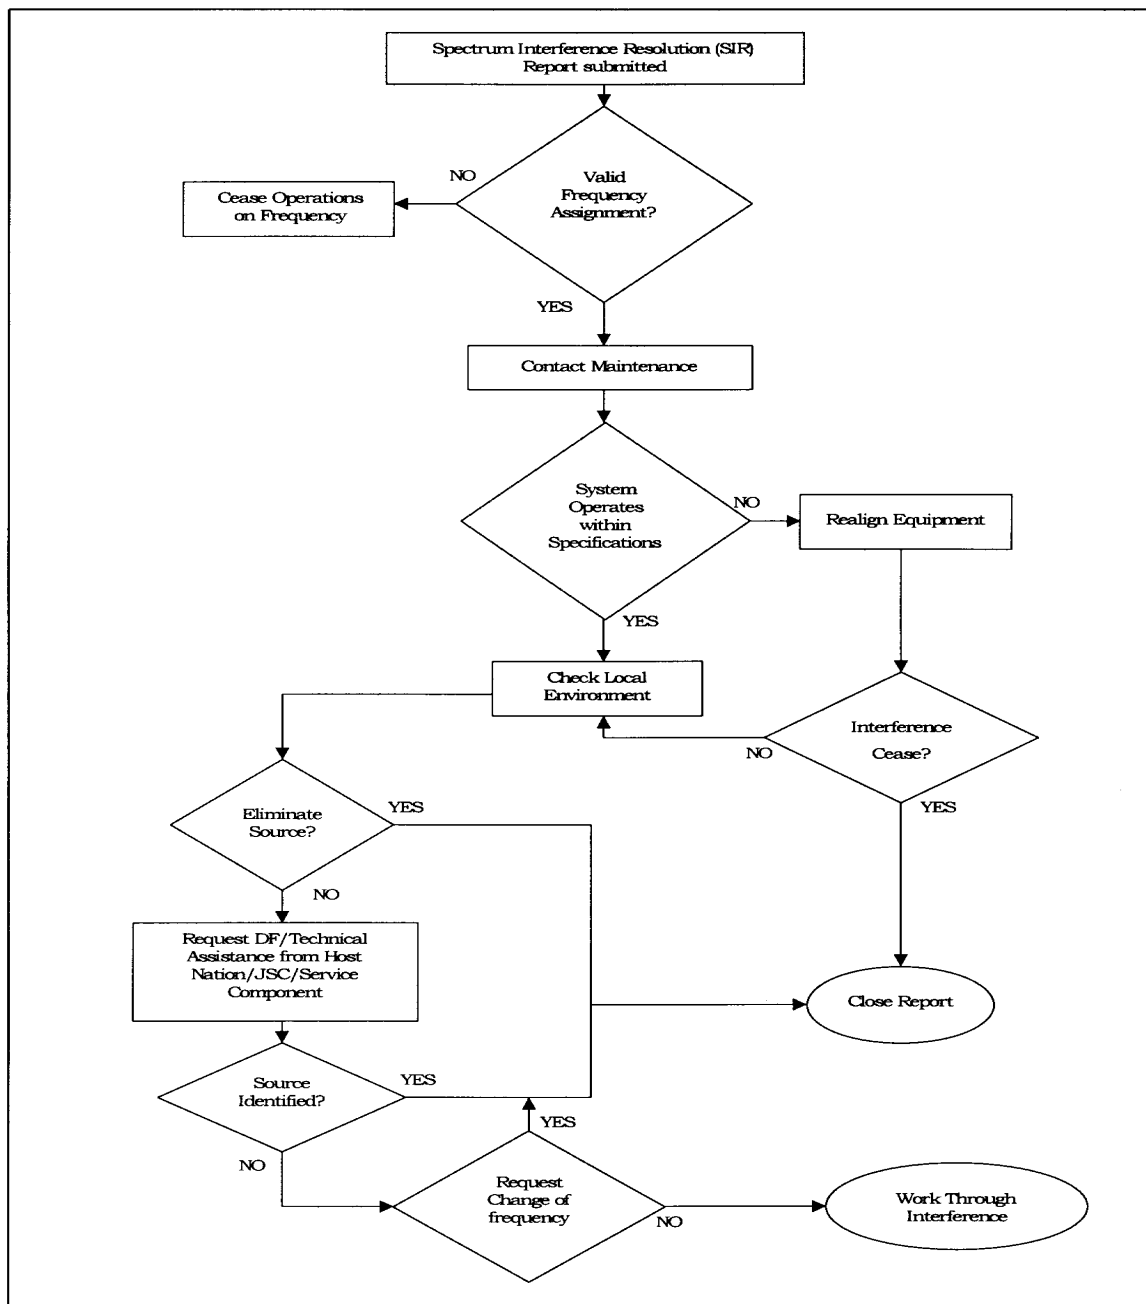 Spectrum Interference Resolution (SIR)
Report submitted
NO
Valid
Frequency
Assignment?
Cease Operations
on Frequency
YES
Contact Maintenance
System
Operates
within
Specifications
NO
Realign Equipment
YES
Check Local
Environment
Interference
Cease?
NO
YES
Eliminate
Source?
YES
NO
Request DF/Technical
Assistance from Host
Nation/JSC/Service
Component
Close Report
Source
Identified?
YES
YES
NO
Request
Change of
frequency
NO
Work Through
Interference